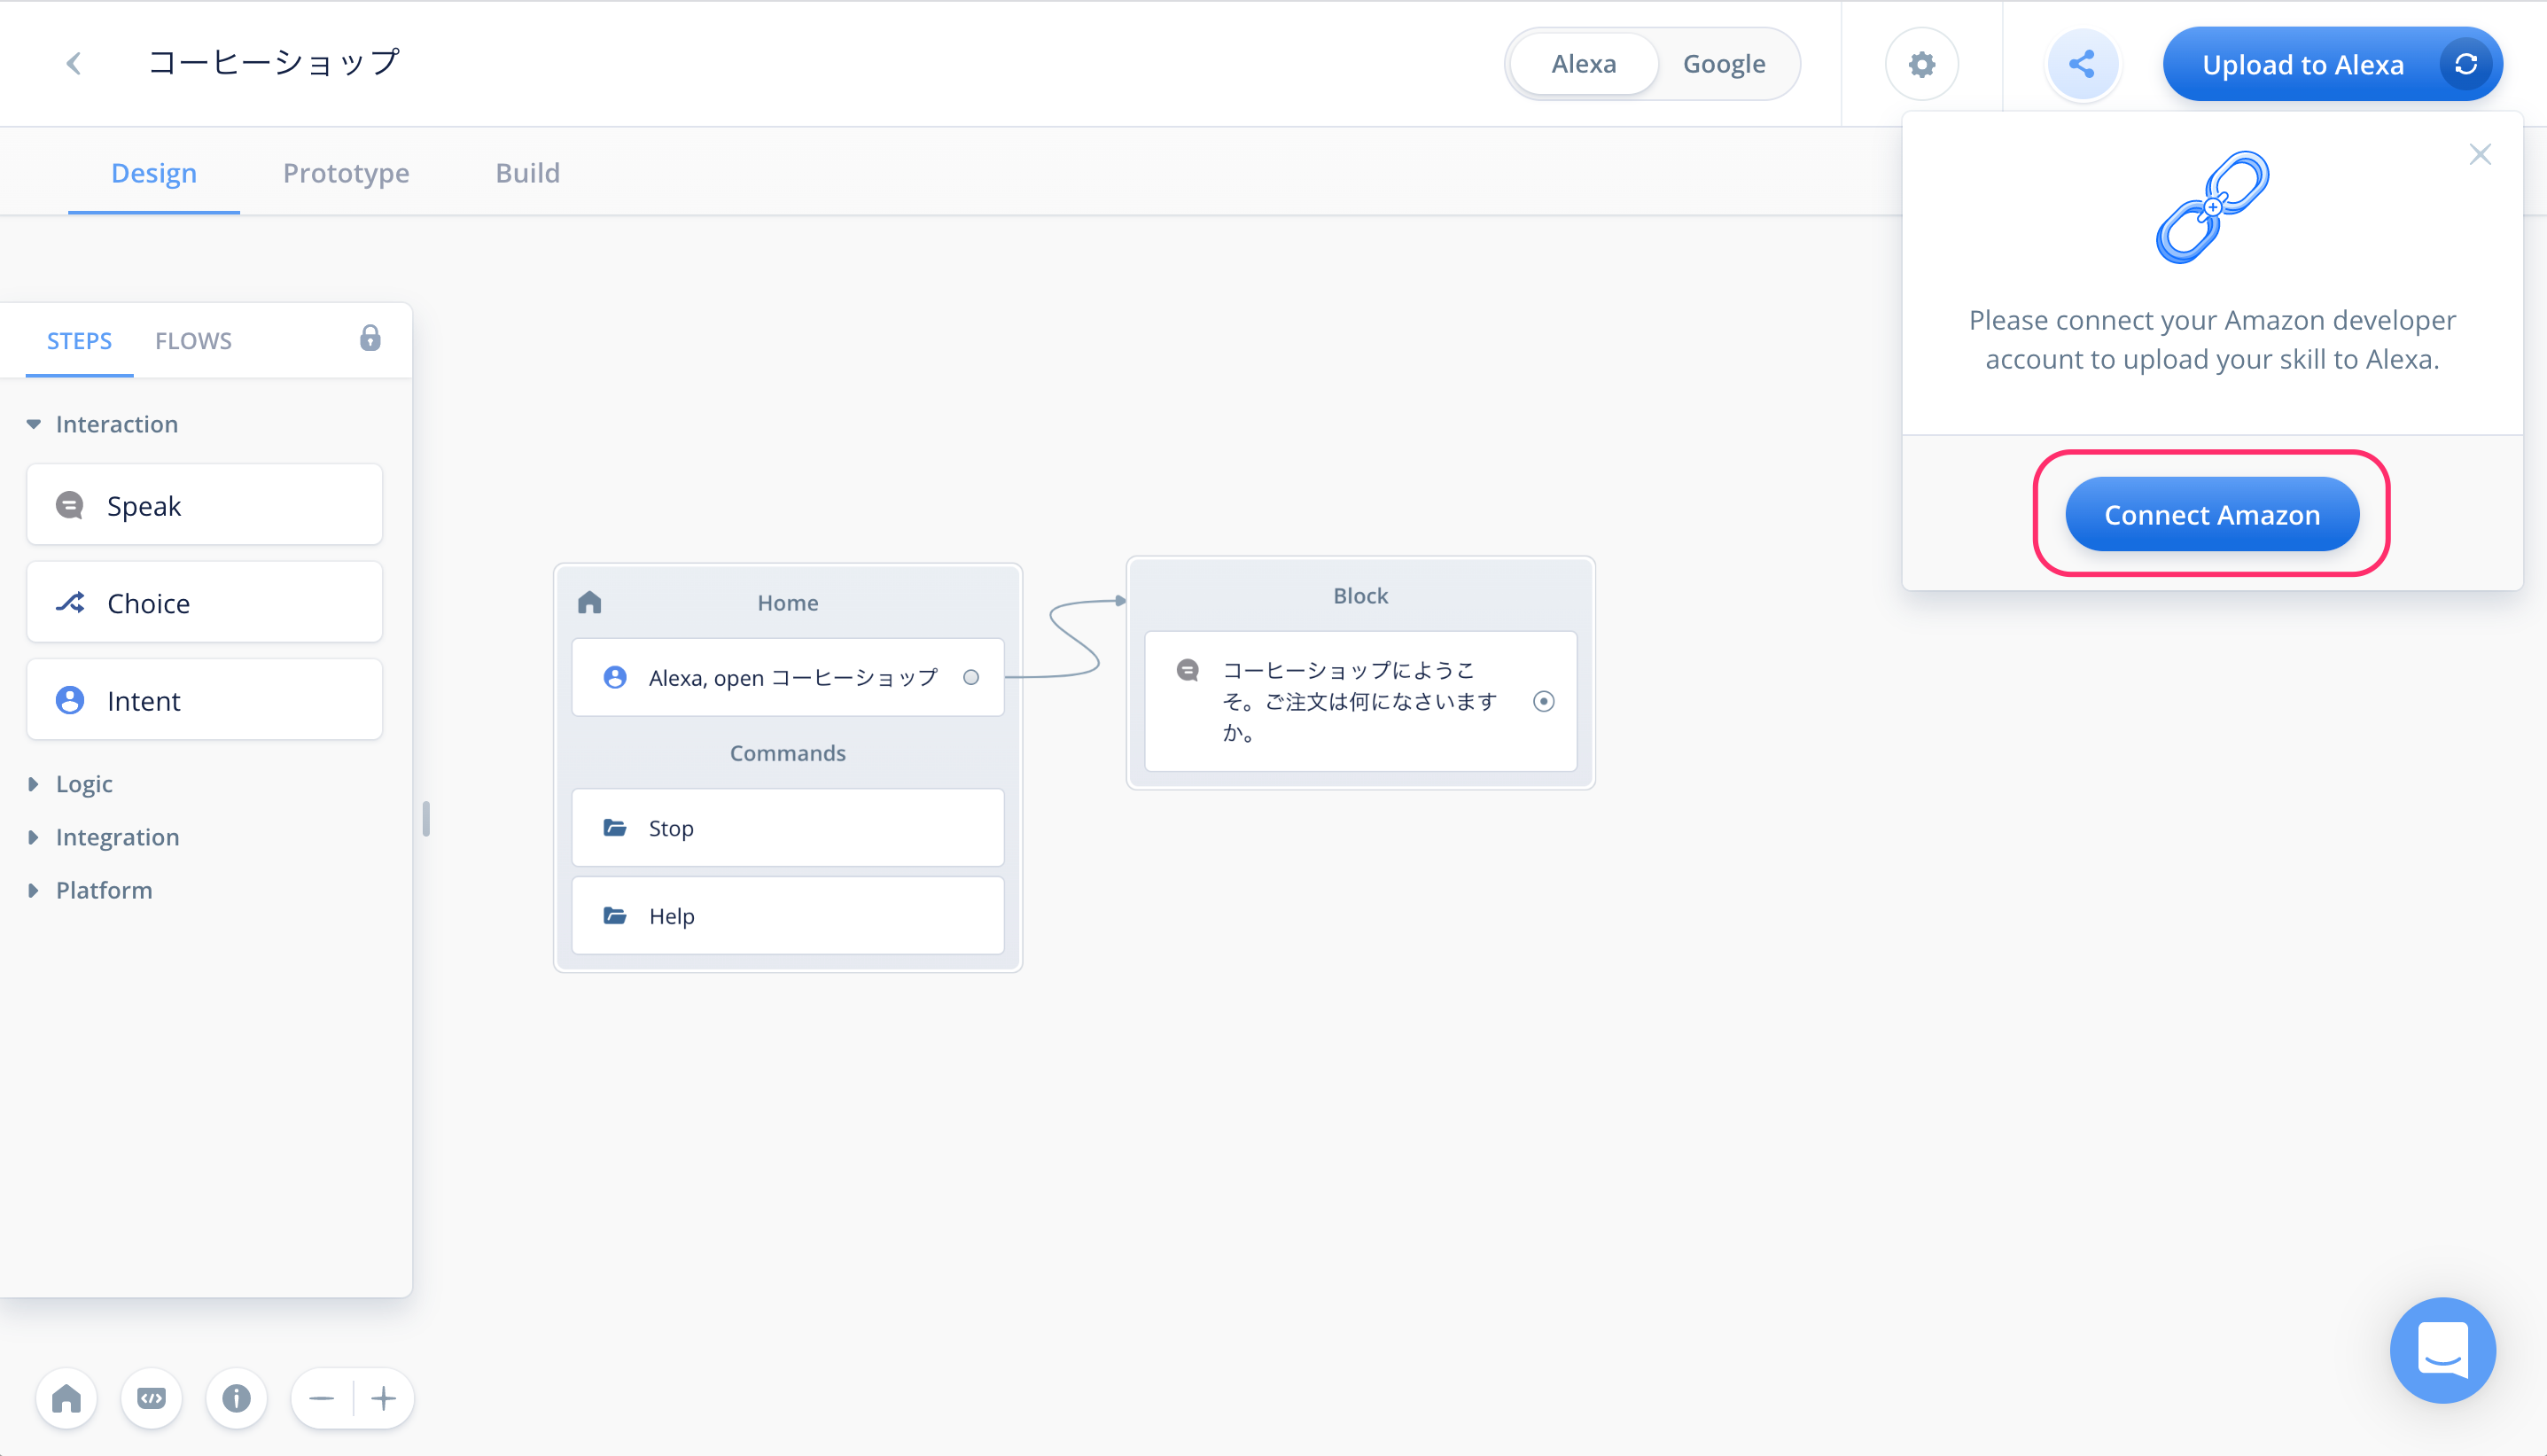 コーヒーショップ
Alexa
Google
Upload to Alexa
Design
Prototype
Build
Please connect your Amazon developer
account to upload your skill to Alexa.
Connect Amazon
STEPS
FLOWS
Interaction
Speak
Choice
Intent
Logic
Integration
Platform
Home
Alexa, open コーヒーショップ
Commands
Stop
Help
Block
コーヒーショップにようこ
そ。ご注文は何になさいます
か。